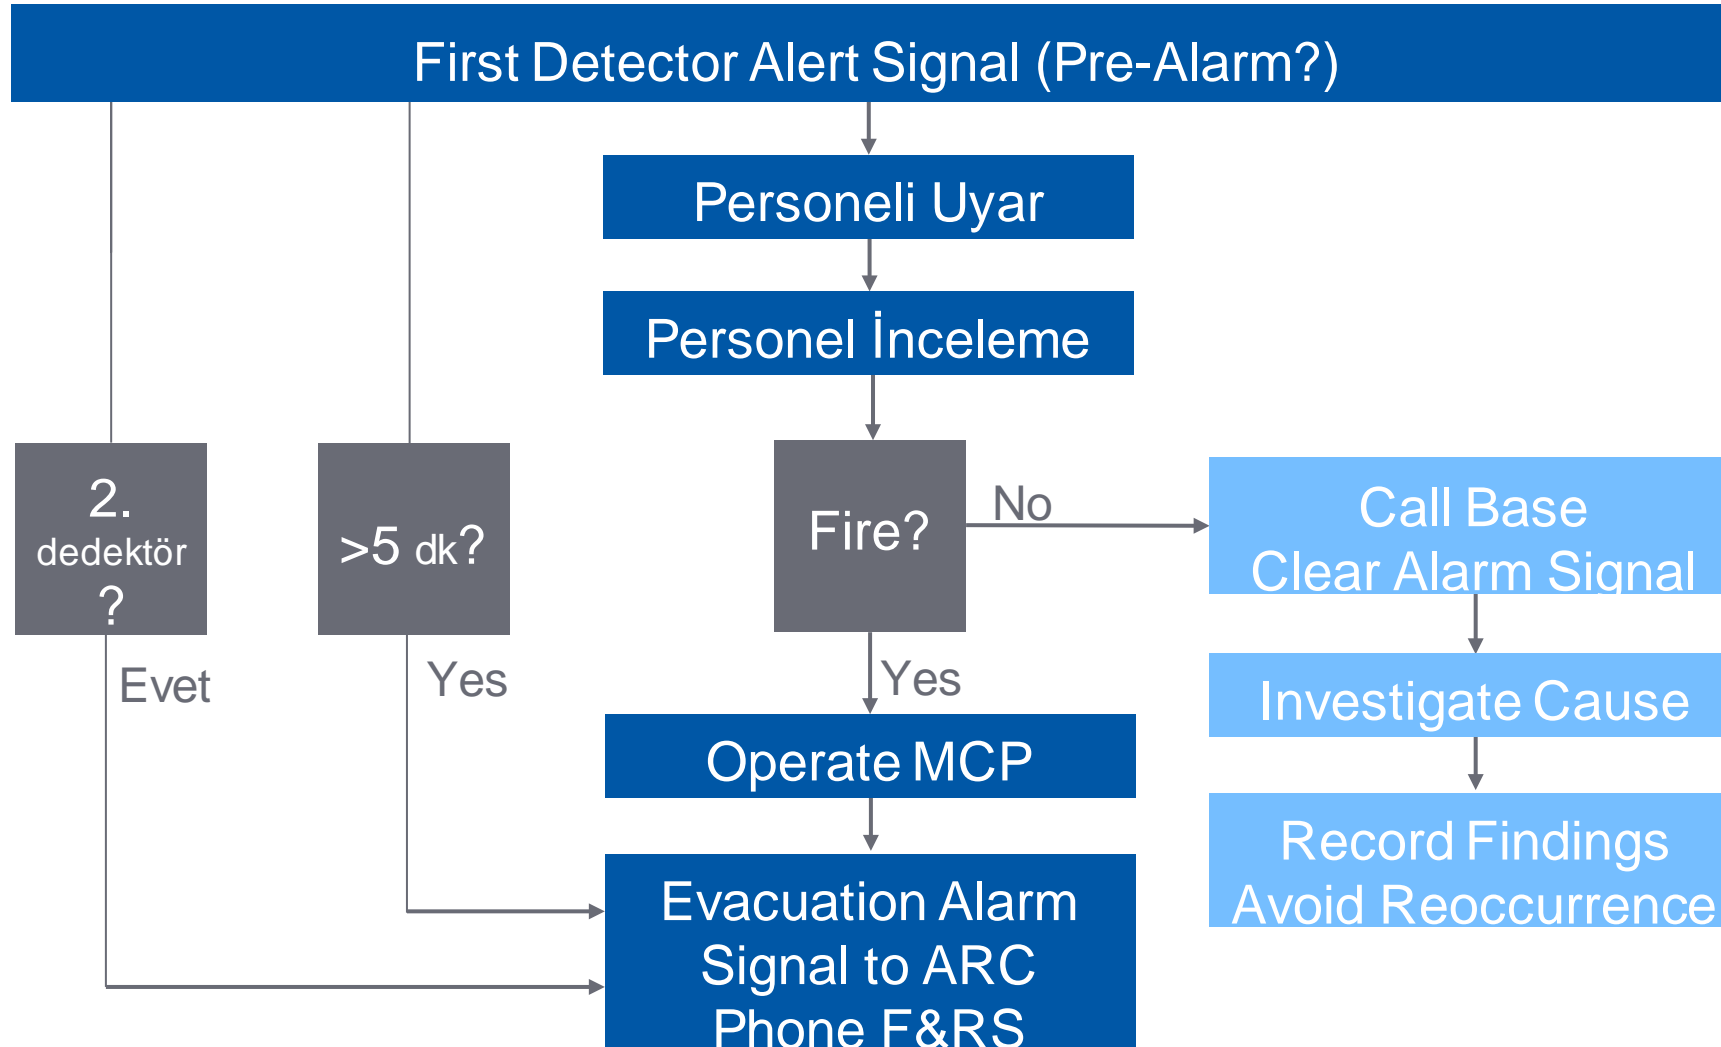 First Detector Alert Signal (Pre-Alarm?)
Personeli Uyar
Personel İnceleme
2.
dedektör
?
>5 dk?
Fire?
No
Call Base
Clear Alarm Signal
Evet
Yes
Yes
Investigate Cause
Operate MCP
Record Findings
Avoid Reoccurrence
Evacuation Alarm
Signal to ARC
Phone F&RS